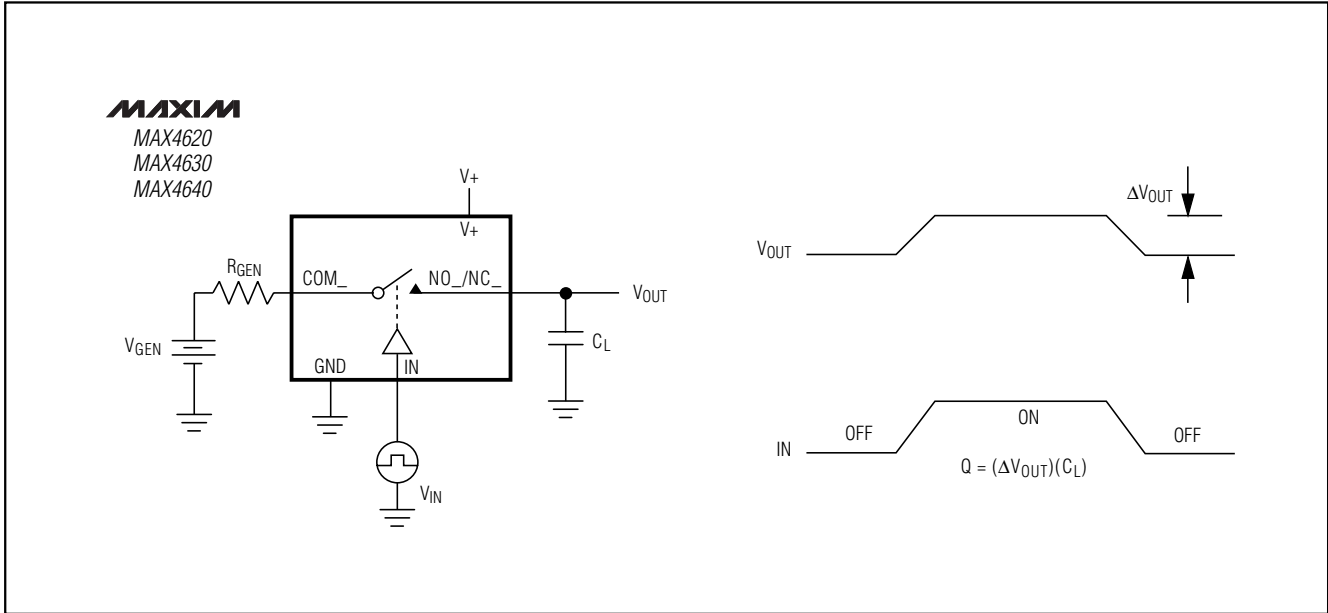 MAXIM
MAX4620
MAX4630
MAX4640
V+
V+
RGEN
COM_
NO_/NC_
VOUT
VGEN
CL
GND
IN
VIN
ΔVOUT
VOUT
IN
OFF
ON
OFF
Q = (ΔVOUT)(CL)